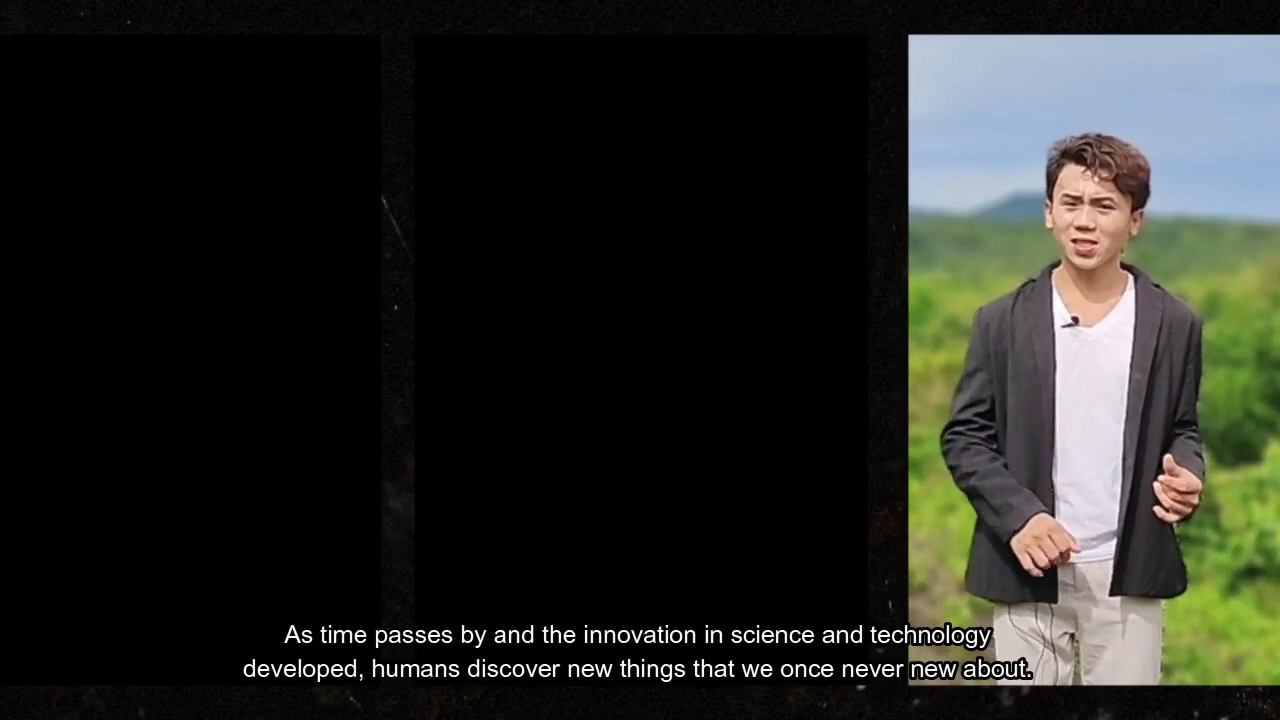 As time passes by and the innovation in science and technology
developed, humans discover new things that we once never new about.